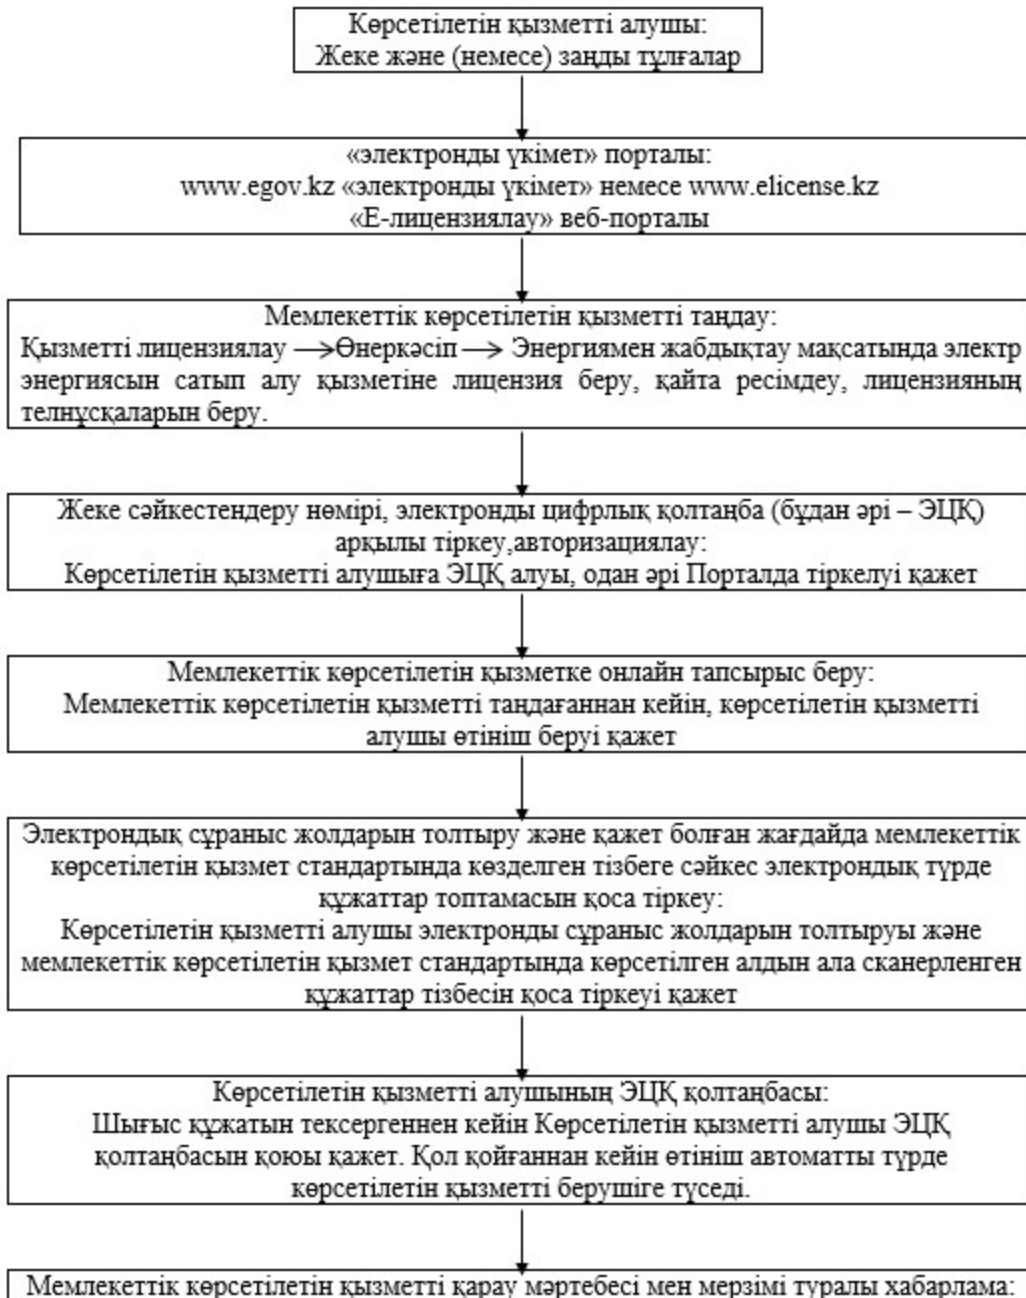 Көрсетілетін қызметті алушы:
Жеке және (немесе) заңды тұлғалар
«электронды үкімет» порталы:
www.egov.kz «электронды үкімет» немесе www.elicense.kz
«Е-лицензиялау» веб-порталы
Мемлекеттік көрсетілетін қызметті таңдау:
Қызметті лицензиялау → Өнеркәсіп → Энергиямен жабдықтау мақсатында электр
энергиясын сатып алу қызметіне лицензия беру, қайта ресімдеу, лицензияның
телнұсқаларын беру.
Жеке сәйкестендеру нөмірі, электронды цифрлық қолтаңба (бұдан әрі – ЭЦҚ)
арқылы тіркеу,авторизациялау:
Көрсетілетін қызметті алушыға ЭЦҚ алуы, одан әрі Порталда тіркелуі қажет
Мемлекеттік көрсетілетін қызметке онлайн тапсырыс беру:
Мемлекеттік көрсетілетін қызметті таңдағаннан кейін, көрсетілетін қызметті
алушы өтініш беруі қажет
Электрондық сұраныс жолдарын толтыру және қажет болған жағдайда мемлекеттік
көрсетілетін қызмет стандартында көзделген тізбеге сәйкес электрондық түрде
құжаттар топтамасын қоса тіркеу:
Көрсетілетін қызметті алушы электронды сұраныс жолдарын толтыруы және
мемлекеттік көрсетілетін қызмет стандартында көрсетілген алдын ала сканерленген
құжаттар тізбесін қоса тіркеуі қажет
Көрсетілетін қызметті алушының ЭЦҚ қолтаңбасы:
Шығыс құжатын тексергеннен кейін Көрсетілетін қызметті алушы ЭЦҚ
қолтаңбасын қоюы қажет. Қол қойғаннан кейін өтініш автоматты түрде
көрсетілетін қызметті берушіге түседі.
Мемлекеттік көрсетілетін қызметті қарау мәртебесі мен мерзімі туралы хабарлама: